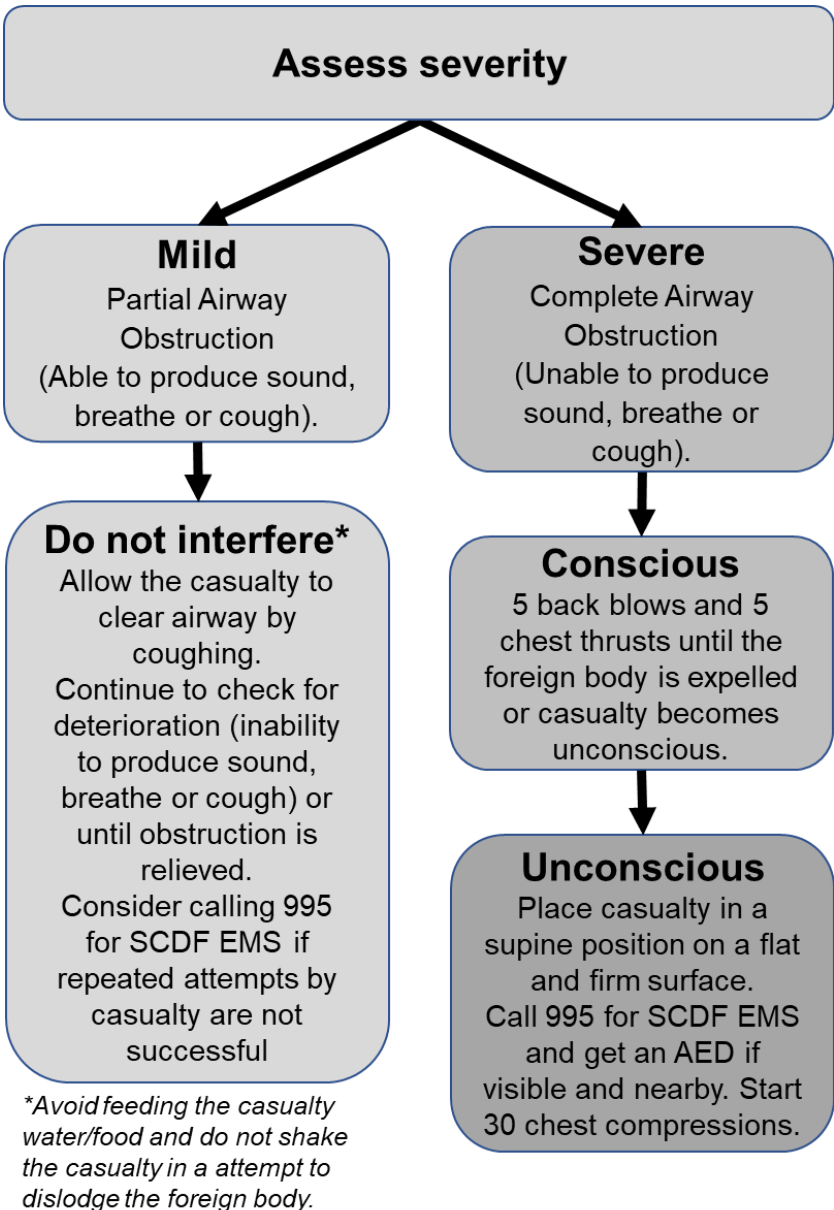 Assess severity
Mild
Partial Airway
Obstruction
(Able to produce sound,
breathe or cough).
Do not interfere*
Allow the casualty to
clear airway by
coughing.
Continue to check for
deterioration (inability
to produce sound,
breathe or cough) or
until obstruction is
relieved.
Consider calling 995
for SCDF EMS if
repeated attempts by
casualty are not
successful
*Avoid feeding the casualty
water/food and do not shake
the casualty in a attempt to
dislodge the foreign body.
Severe
Complete Airway
Obstruction
(Unable to produce
sound, breathe or
cough).
Conscious
5 back blows and 5
chest thrusts until the
foreign body is expelled
or casualty becomes
unconscious.
Unconscious
Place casualty in a
supine position on a flat
and firm surface.
Call 995 for SCDF EMS
and get an AED if
visible and nearby. Start
30 chest compressions.